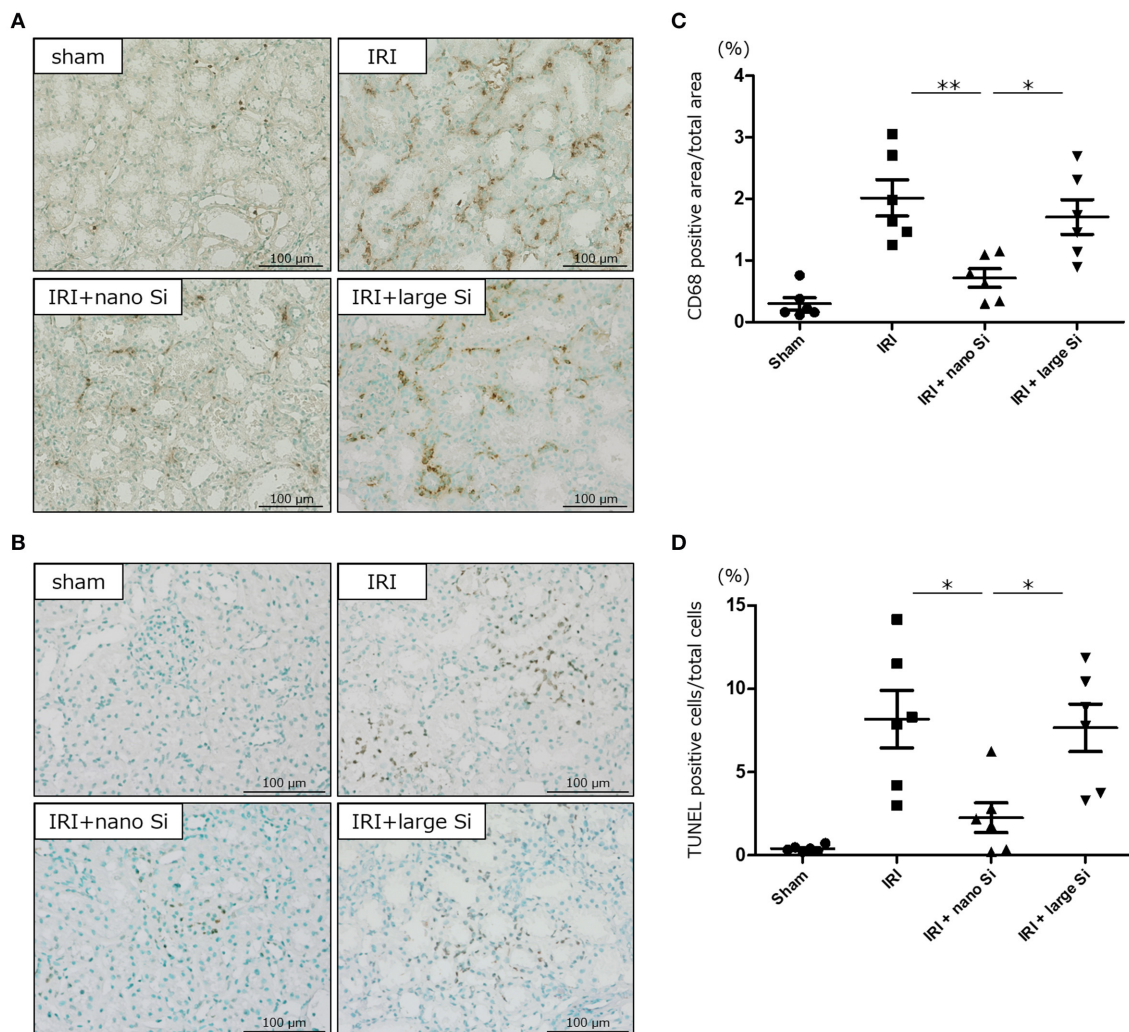 A
sham
100 µm
IRI
100 µm
IRI+nano Si
100 µm
IRI+large Si
100 µm
B
sham
100 µm
IRI
100 µm
IRI+nano Si
100 µm
IRI+large Si
100 µm
C
(%)
CD68 positive area/total area
4
3
2
1
0
**
*
Sham
IRI
IRI + nano Si
IRI + large Si
D
(%)
TUNEL positive cells/total cells
15
10
5
0
*
*
Sham
IRI
IRI + nano Si
IRI + large Si